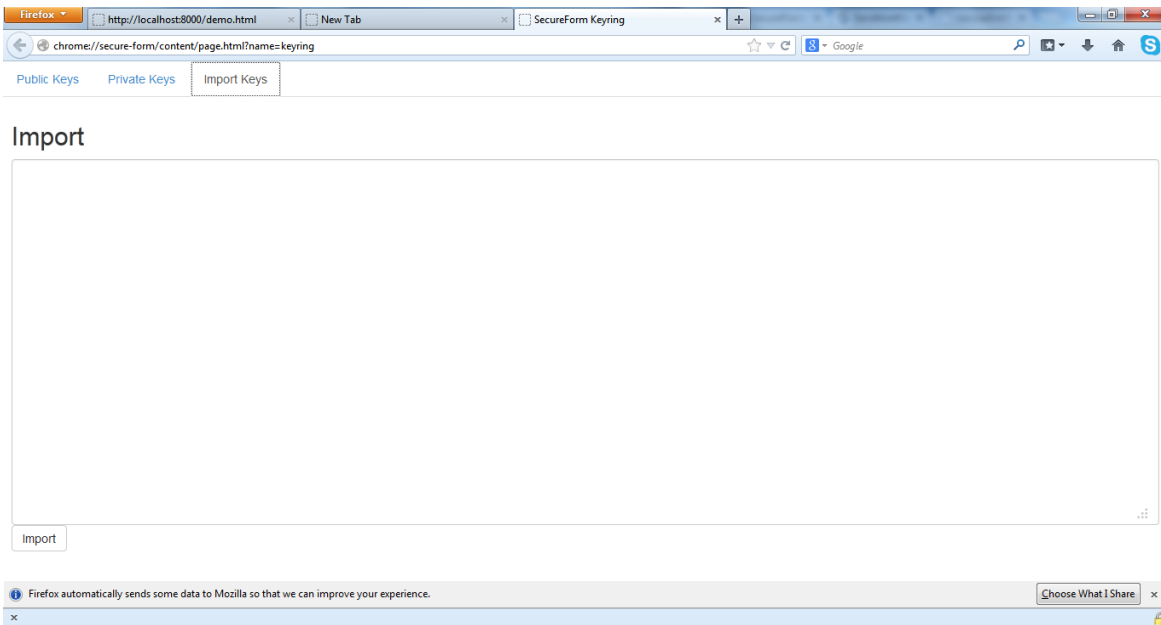 Firefox
http://localhost:8000/demo.html
New Tab
SecureForm Keyring
chrome://secure-form/content/page.html?name=keyring
8 Google
Public Keys Private Keys Import Keys
Import
Import
Firefox automatically sends some data to Mozilla so that we can improve your experience.
Choose What I Share